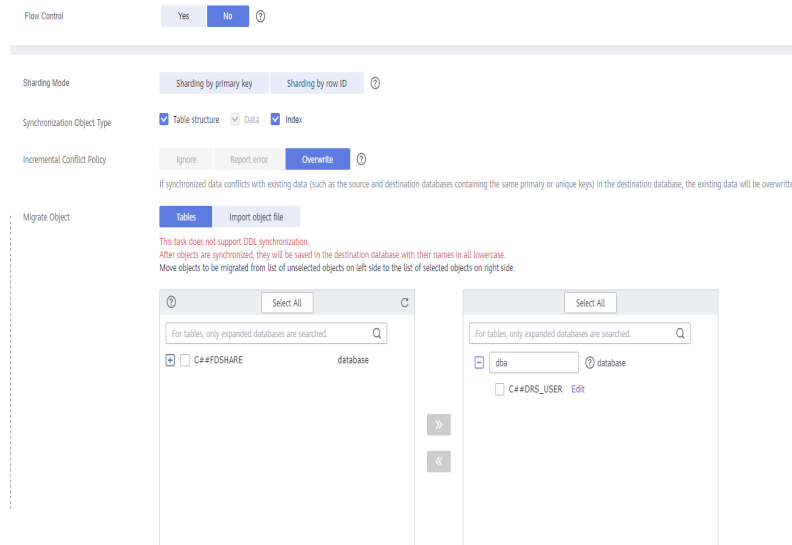 Flow Control Yes No ?
Sharding Mode Sharding by primary key Sharding by row ID ?
Synchronization Object Type Table structure Data Index
Incremental Conflict Policy Ignore Report error Overwrite ?
If synchronized data conflicts with existing data (such as the source and destination databases containing the same primary or unique keys) in the destination database, the existing data will be overwritte
Migrate Object Tables Import object file
This task does not support DDL synchronization.
After objects are synchronized, they will be saved in the destination database with their names in all lowercase.
Move objects to be migrated from list of unselected objects on left side to the list of selected objects on right side.
? Select All Select All
For tables, only expanded databases are searched. For tables, only expanded databases are searched.
C##FDSHARE database dba ? database
C##DRS_USER Edit